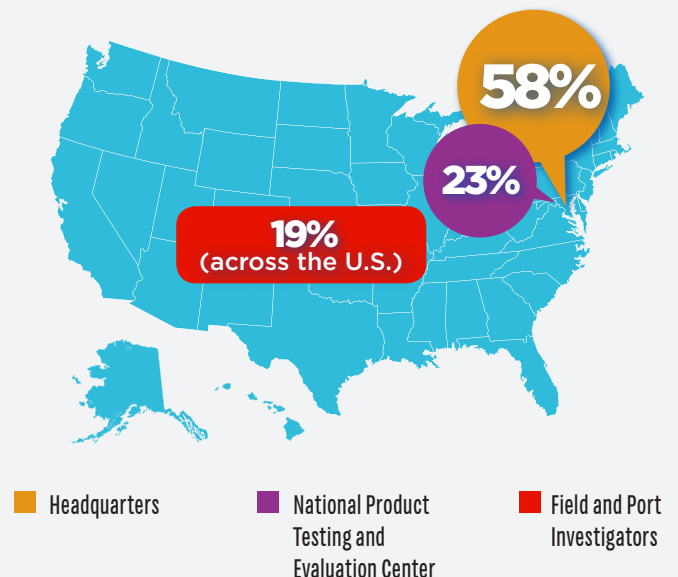 58%
23%
19%
(across the U.S.)
Headquarters
National Product
Testing and
Evaluation Center
Field and Port
Investigators